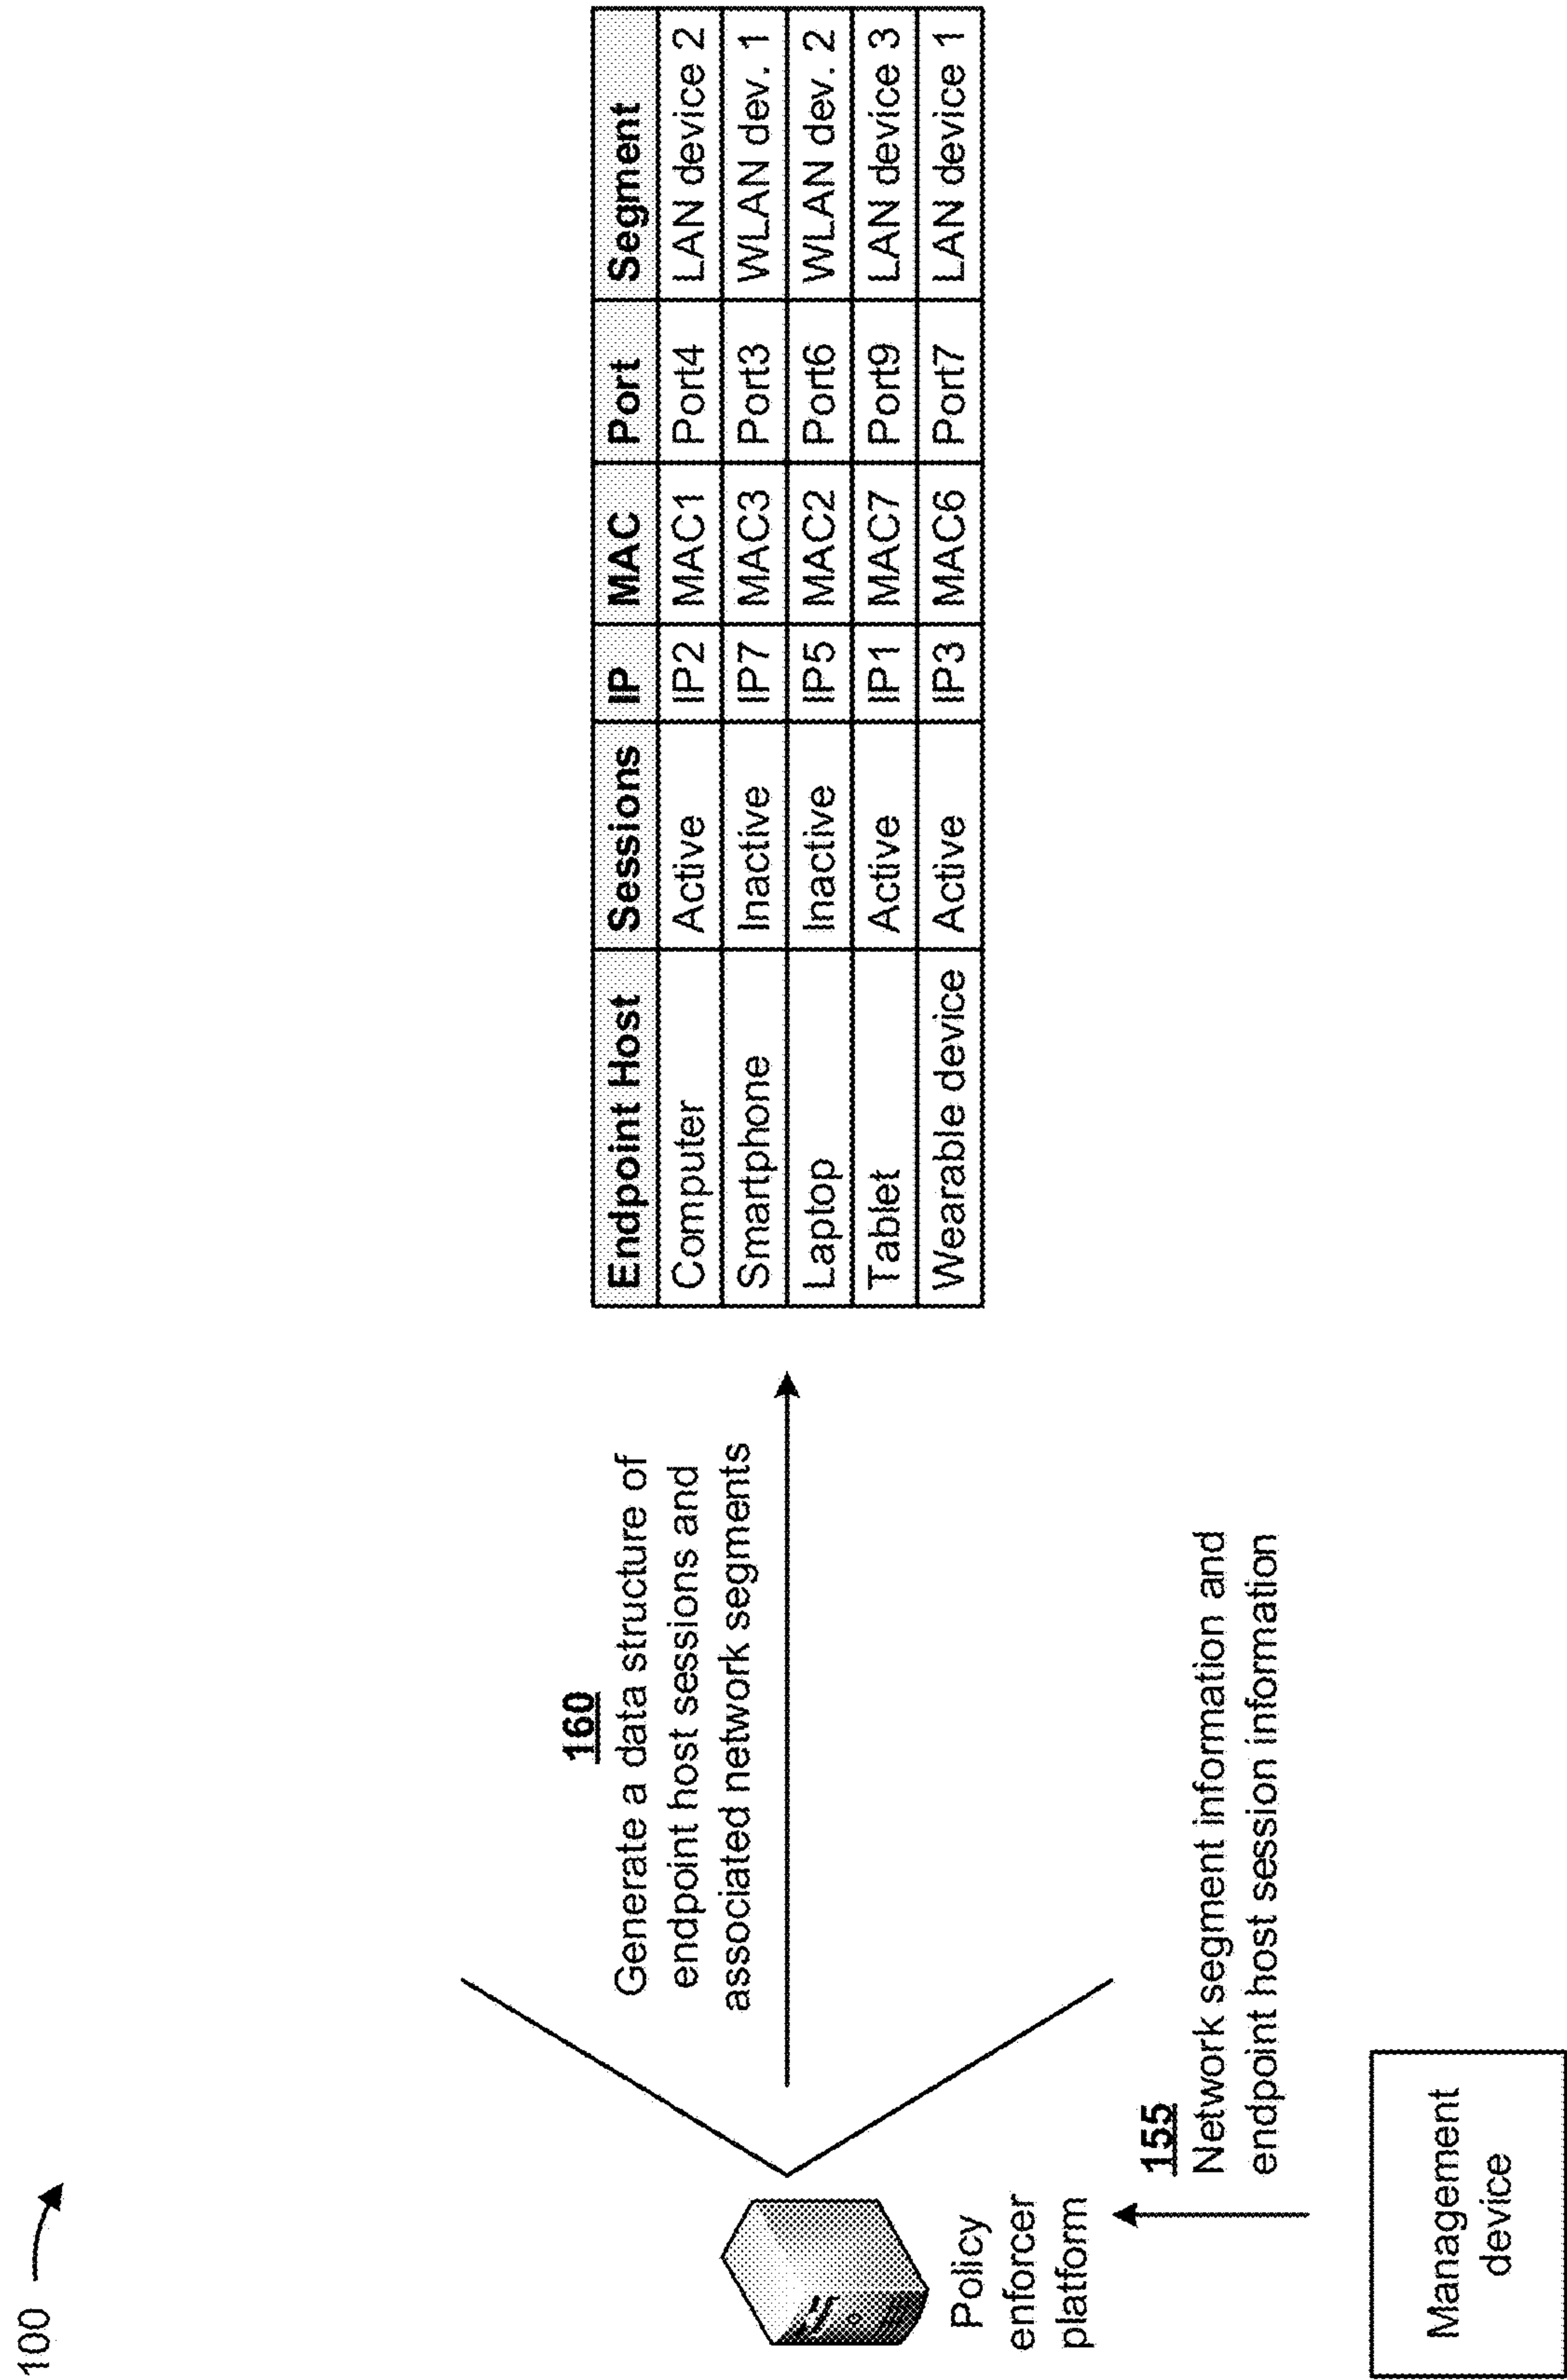 100
160
Generate a data structure of
endpoint host sessions and
associated network segments
Endpoint Host Sessions IP MAC Port Segment
Computer Active IP2 MAC1 Port4 LAN device 2
Smartphone Inactive IP7 MAC3 Port3 WLAN dev. 1
Laptop Inactive IP5 MAC2 Port6 WLAN dev. 2
Tablet Active IP1 MAC7 Port9 LAN device 3
Wearable device Active IP3 MAC6 Port7 LAN device 1
Policy
enforcer
platform
155
Network segment information and
endpoint host session information
Management
device